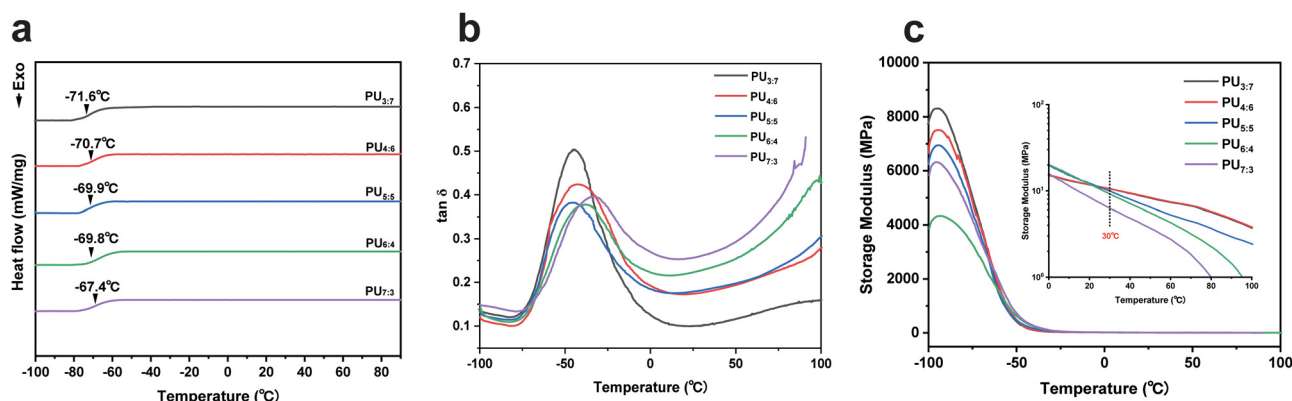 a
Exo
Heat flow (mW/mg)
-71.6℃
PU3:7
-70.7℃
PU4:6
-69.9℃
PU5:5
-69.8℃
PU6:4
-67.4℃
PU7:3
-100 -80 -60 -40 -20 0 20 40 60 80
Temperature (℃)
b
tan δ
0.7
0.6
0.5
0.4
0.3
0.2
0.1
PU3:7
PU4:6
PU5:5
PU6:4
PU7:3
-100 -50 0 50 100
Temperature (℃)
c
Storage Modulus (MPa)
10000
8000
6000
4000
2000
0
PU3:7
PU4:6
PU5:5
PU6:4
PU7:3
Storage Modulus (MPa)
10²
10¹
10⁰
30℃
0 20 40 60 80 100
Temperature (℃)
-100 -50 0 50 100
Temperature (℃)